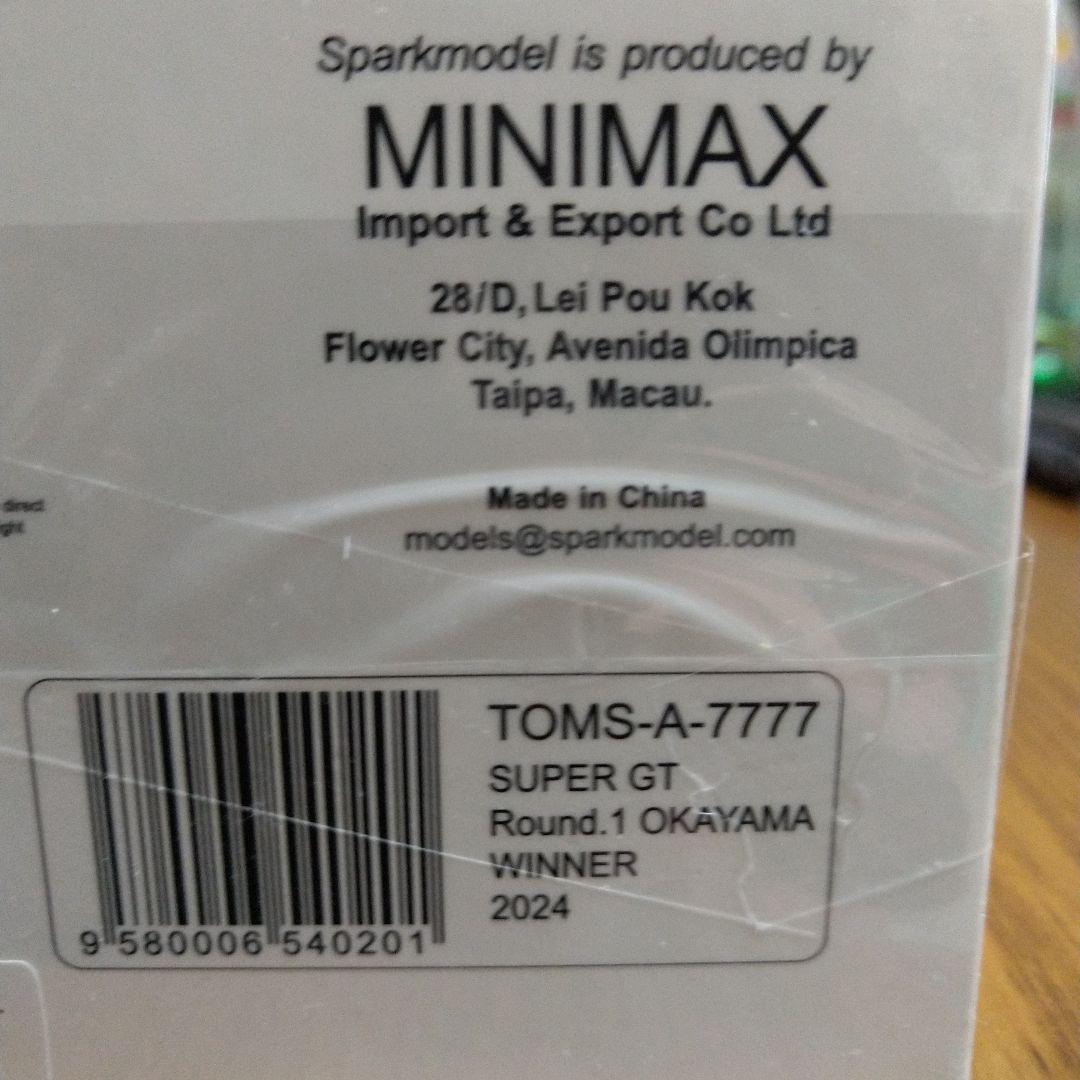 Sparkmodel is produced by
MINIMAX
Import & Export Co Ltd
28/D, Lei Pou Kok
Flower City, Avenida Olimpica
Taipa, Macau.
direct
Made in China
models@sparkmodel.com
TOMS-A-7777
SUPER GT
Round.1 OKAYAMA
WINNER
2024
9 580006 540201